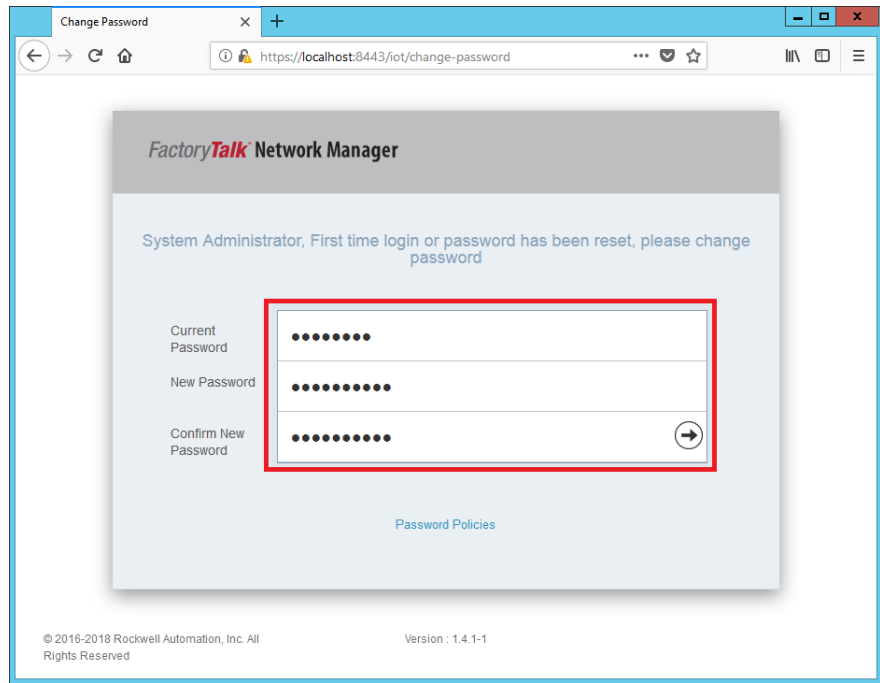 Change Password
https://localhost:8443/iot/change-password
FactoryTalk Network Manager
System Administrator, First time login or password has been reset, please change
password
Current
Password
●●●●●●●●
New Password
●●●●●●●●●●
Confirm New
Password
●●●●●●●●●●
Password Policies
© 2016-2018 Rockwell Automation, Inc. All
Rights Reserved
Version : 1.4.1-1